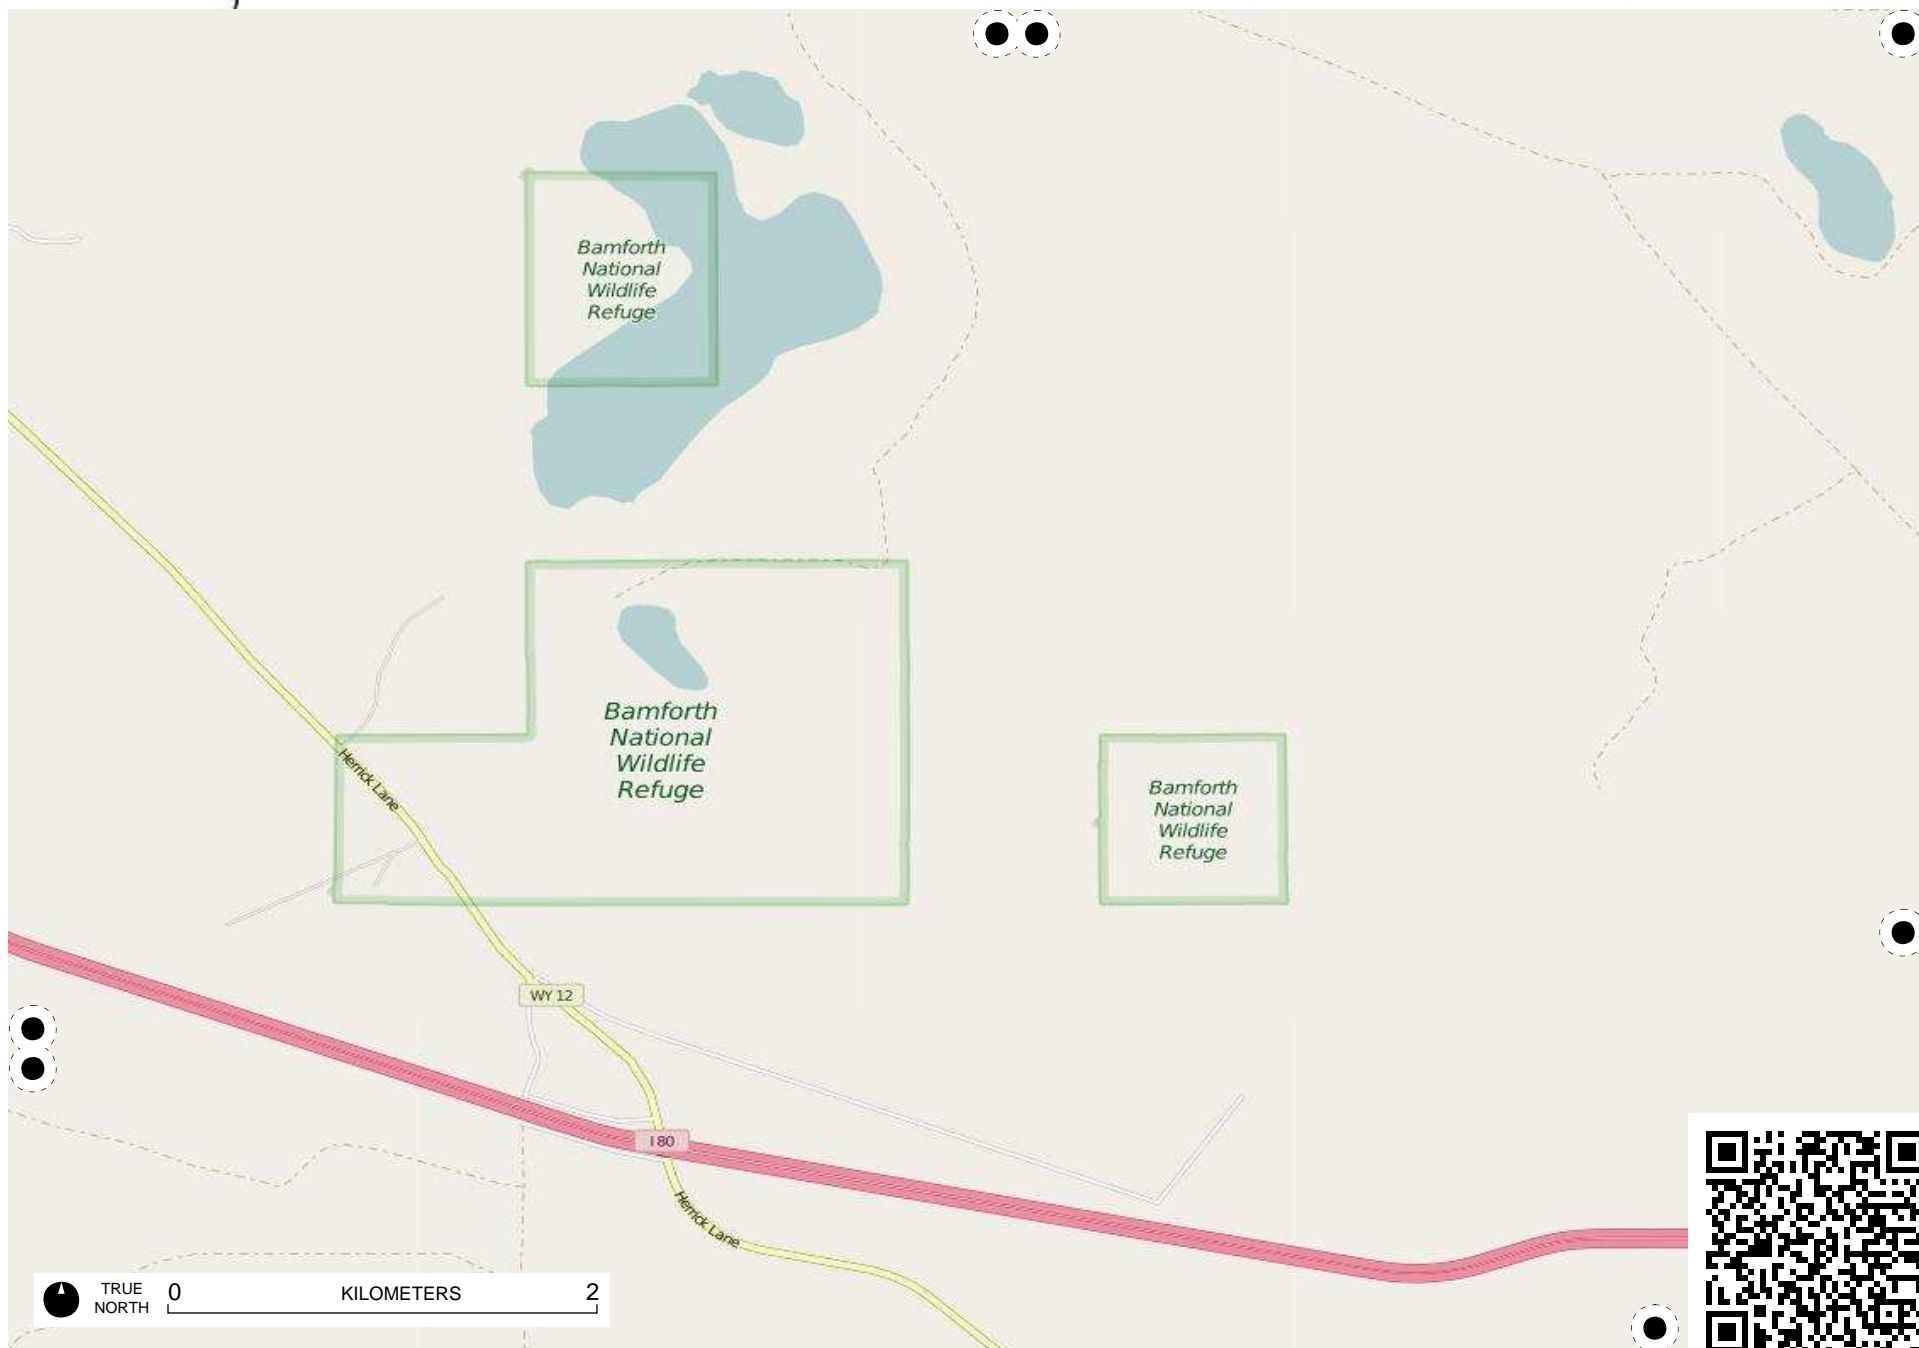 Bamforth
National
Wildlife
Refuge
Bamforth
National
Wildlife
Refuge
Herrick Lane
Bamforth
National
Wildlife
Refuge
WY 12
I 80
Herrick Lane
TRUE
NORTH
0 KILOMETERS 2